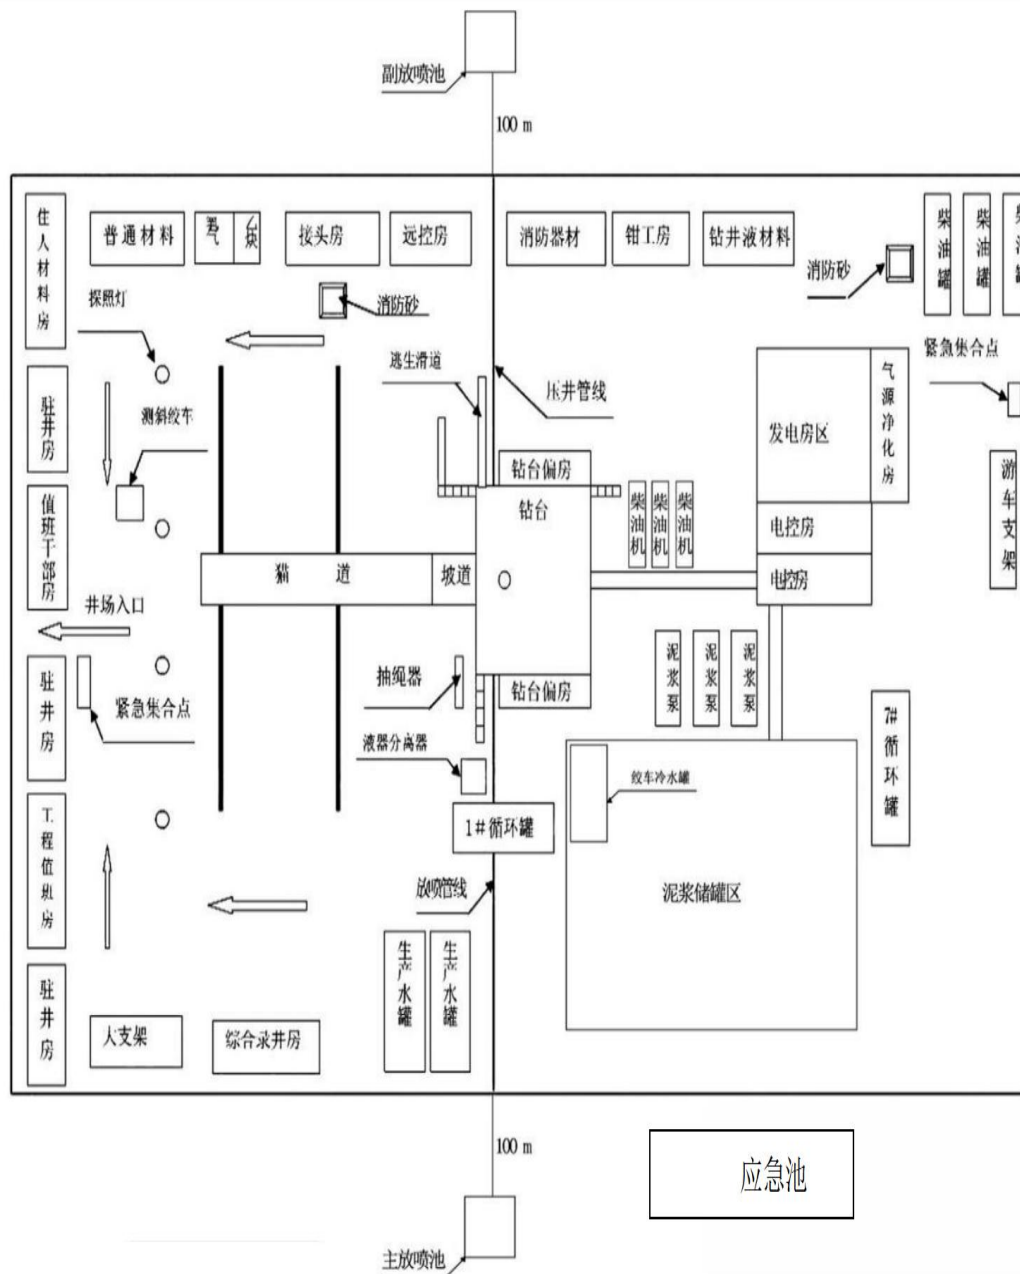 副放喷池
100 m
住人材料房
普通材料
氧气
乙炔
接头房
远控房
消防器材
钳工房
钻井液材料
消防砂
柴油罐
柴油罐
探照灯
消防砂
紧急集合点
逃生滑道
压井管线
驻井房
测斜绞车
钻台偏房
发电房区
气源净化房
值班干部房
钻台
柴油机
柴油机
柴油机
电控房
游车支架
猫道
坡道
电控房
井场入口
驻井房
紧急集合点
抽绳器
钻台偏房
泥浆泵
泥浆泵
泥浆泵
7#循环罐
液器分离器
绞车冷水罐
1#循环罐
工程值班房
放喷管线
泥浆储罐区
生产水罐
生产水罐
驻井房
大支架
综合录井房
100 m
应急池
主放喷池